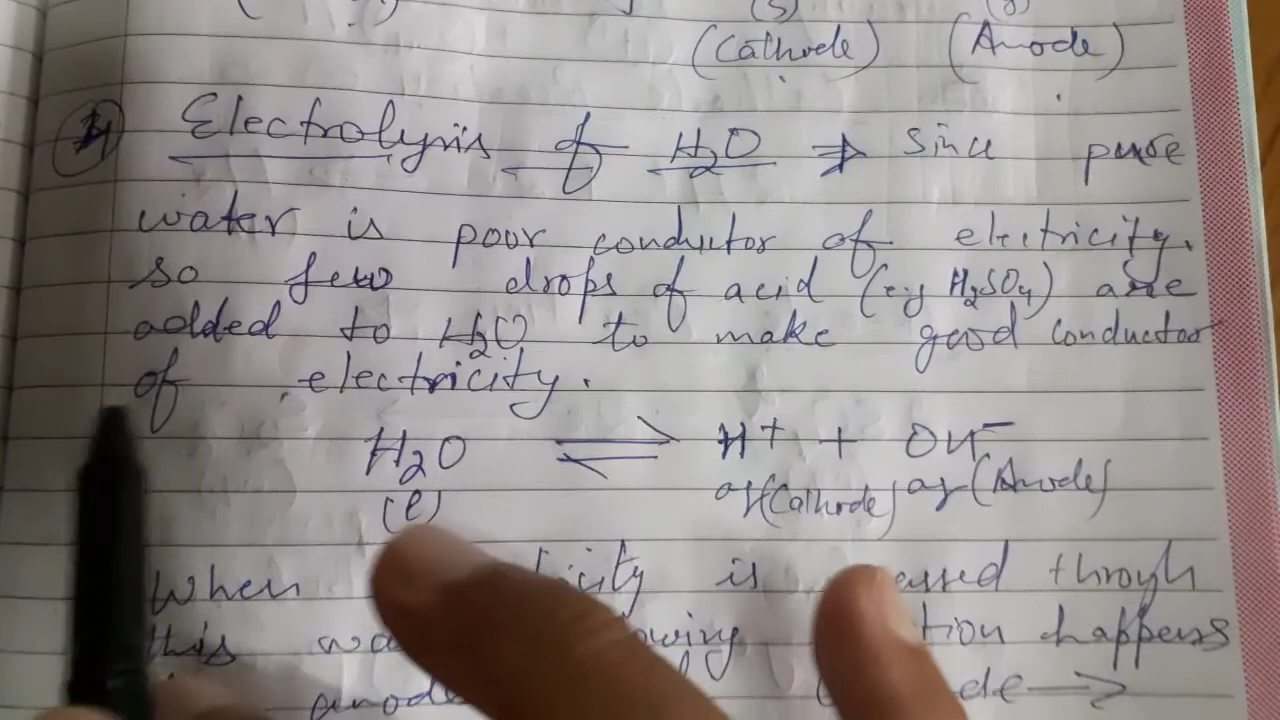 (s) (g)
(Cathode) (Anode)
4 Electrolysis of H₂O ⇒ Since pure
water is poor conductor of electricity.
so few drops of acid (e.g H₂SO₄) are
added to H₂O to make good conductor
of electricity.
H₂O ⇌ H⁺ + OH⁻
(l) aq(Cathode) aq(Anode)
When is through
this happens